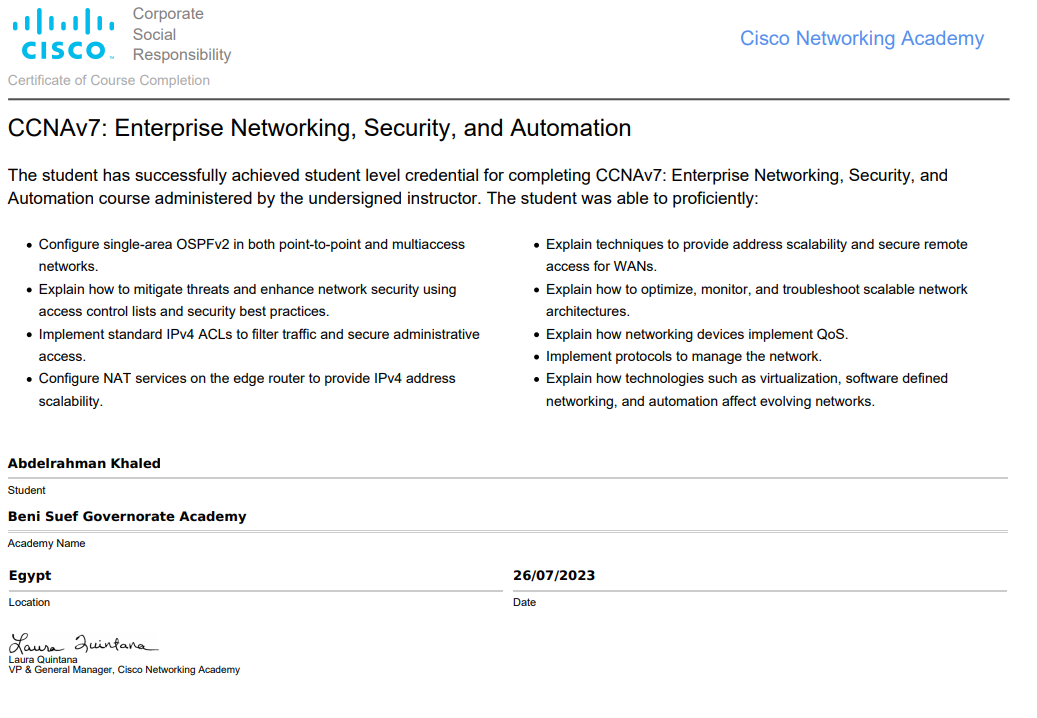 Corporate
Social
Responsibility
CISCO
Cisco Networking Academy
Certificate of Course Completion
CCNAv7: Enterprise Networking, Security, and Automation
The student has successfully achieved student level credential for completing CCNAv7: Enterprise Networking, Security, and
Automation course administered by the undersigned instructor. The student was able to proficiently:
• Configure single-area OSPFv2 in both point-to-point and multiaccess
networks.
• Explain how to mitigate threats and enhance network security using
access control lists and security best practices.
• Implement standard IPv4 ACLs to filter traffic and secure administrative
access.
• Configure NAT services on the edge router to provide IPv4 address
scalability.
• Explain techniques to provide address scalability and secure remote
access for WANs.
• Explain how to optimize, monitor, and troubleshoot scalable network
architectures.
• Explain how networking devices implement QoS.
• Implement protocols to manage the network.
• Explain how technologies such as virtualization, software defined
networking, and automation affect evolving networks.
Abdelrahman Khaled
Student
Beni Suef Governorate Academy
Academy Name
Egypt
Location
26/07/2023
Date
Laura Quintana
Laura Quintana
VP & General Manager, Cisco Networking Academy